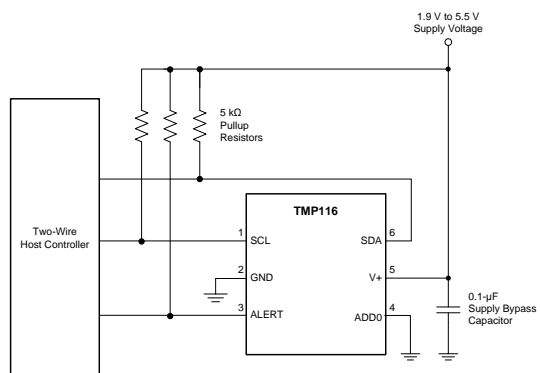 1.9 V to 5.5 V
Supply Voltage
5 kΩ
Pullup
Resistors
Two-Wire
Host Controller
TMP116
1
SCL
SDA
6
2
GND
V+
5
3
ALERT
ADD0
4
0.1-µF
Supply Bypass
Capacitor